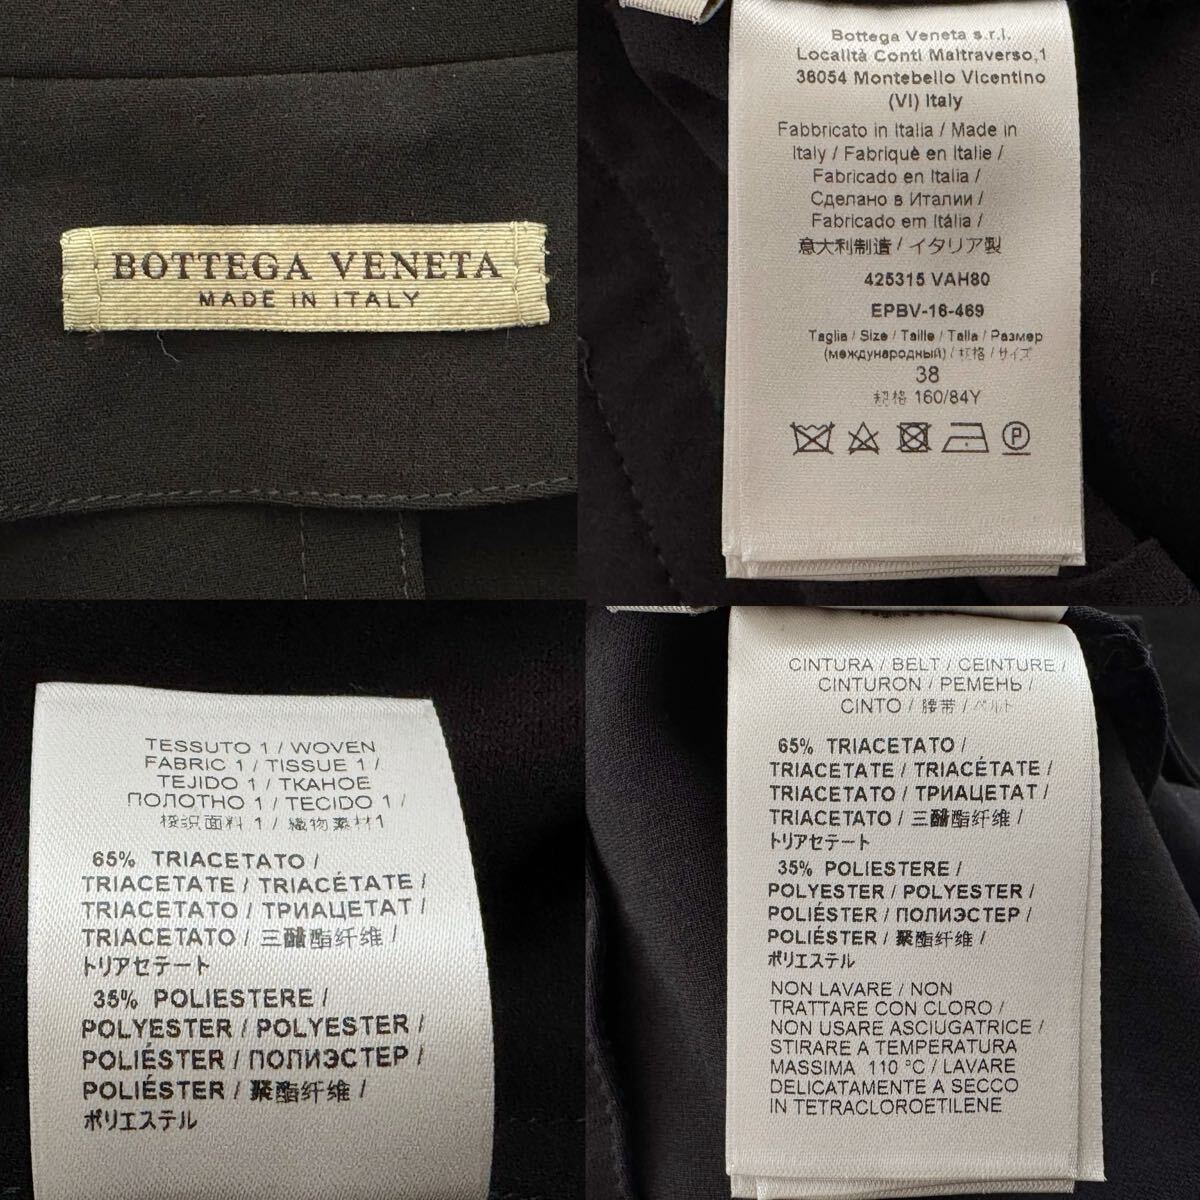 BOTTEGA VENETA
MADE IN ITALY
Bottega Veneta s.r.l.
Località Conti Maltraverso,1
36054 Montebello Vicentino
(VI) Italy
Fabbricato in Italia / Made in
Italy / Fabriquè en Italie /
Fabricado en Italia /
Сделано в Италии /
Fabricado em Itália /
意大利制造 / イタリア製
425315 VAH80
EPBV-16-469
Taglia / Size / Taille / Talla / Размер
(международный) / 规格 / サイズ
38
规格 160/84Y
TESSUTO 1 / WOVEN
FABRIC 1 / TISSUE 1 /
TEJIDO 1 / ТКАНОЕ
ПОЛОТНО 1 / TECIDO 1 /
梭织面料 1 / 織物素材1
65% TRIACETATO /
TRIACETATE / TRIACÉTATE /
TRIACETATO / ТРИАЦЕТАТ /
TRIACETATO / 三醋酯纤维 /
トリアセテート
35% POLIESTERE /
POLYESTER / POLYESTER /
POLIÉSTER / ПОЛИЭСТЕР /
POLIÉSTER / 聚酯纤维 /
ポリエステル
CINTURA / BELT / CEINTURE /
CINTURON / РЕМЕНЬ /
CINTO / 腰带 / ベルト
65% TRIACETATO /
TRIACETATE / TRIACÉTATE /
TRIACETATO / ТРИАЦЕТАТ /
TRIACETATO / 三醋酯纤维 /
トリアセテート
35% POLIESTERE /
POLYESTER / POLYESTER /
POLIÉSTER / ПОЛИЭСТЕР /
POLIÉSTER / 聚酯纤维 /
ポリエステル
NON LAVARE / NON
TRATTARE CON CLORO /
NON USARE ASCIUGATRICE /
STIRARE A TEMPERATURA
MASSIMA 110 °C / LAVARE
DELICATAMENTE A SECCO
IN TETRACLOROETILENE